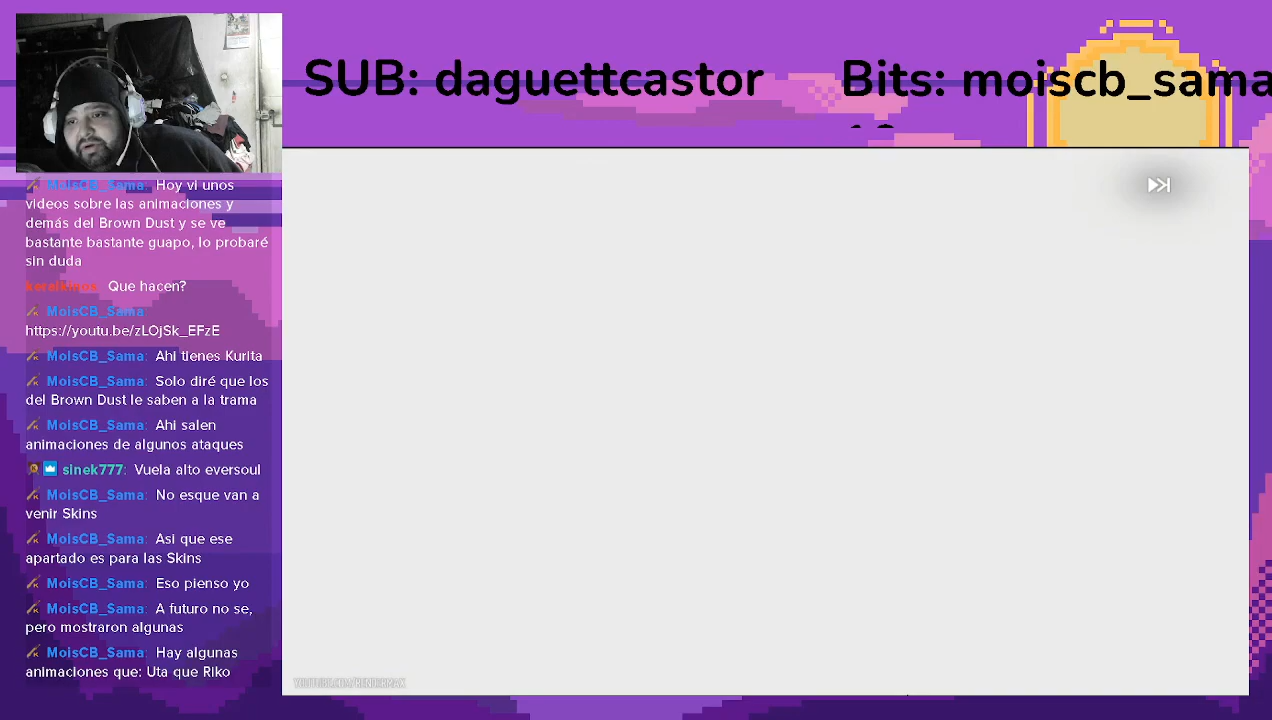 SUB: daguettcastor
Bits: moiscb_sama
MoisCB_Sama: Hoy vi unos
videos sobre las animaciones y
demás del Brown Dust y se ve
bastante bastante guapo, lo probaré
sin duda
Que hacen?
MoisCB_Sama:
https://youtu.be/zLOjSk_EFzE
MoisCB_Sama: Ahi tienes Kurita
MoisCB_Sama: Solo diré que los
del Brown Dust le saben a la trama
MoisCB_Sama: Ahi salen
animaciones de algunos ataques
sinek777: Vuela alto eversoul
MoisCB_Sama: No esque van a
venir Skins
MoisCB_Sama: Asi que ese
apartado es para las Skins
MoisCB_Sama: Eso pienso yo
MoisCB_Sama: A futuro no se,
pero mostraron algunas
MoisCB_Sama: Hay algunas
animaciones que: Uta que Riko